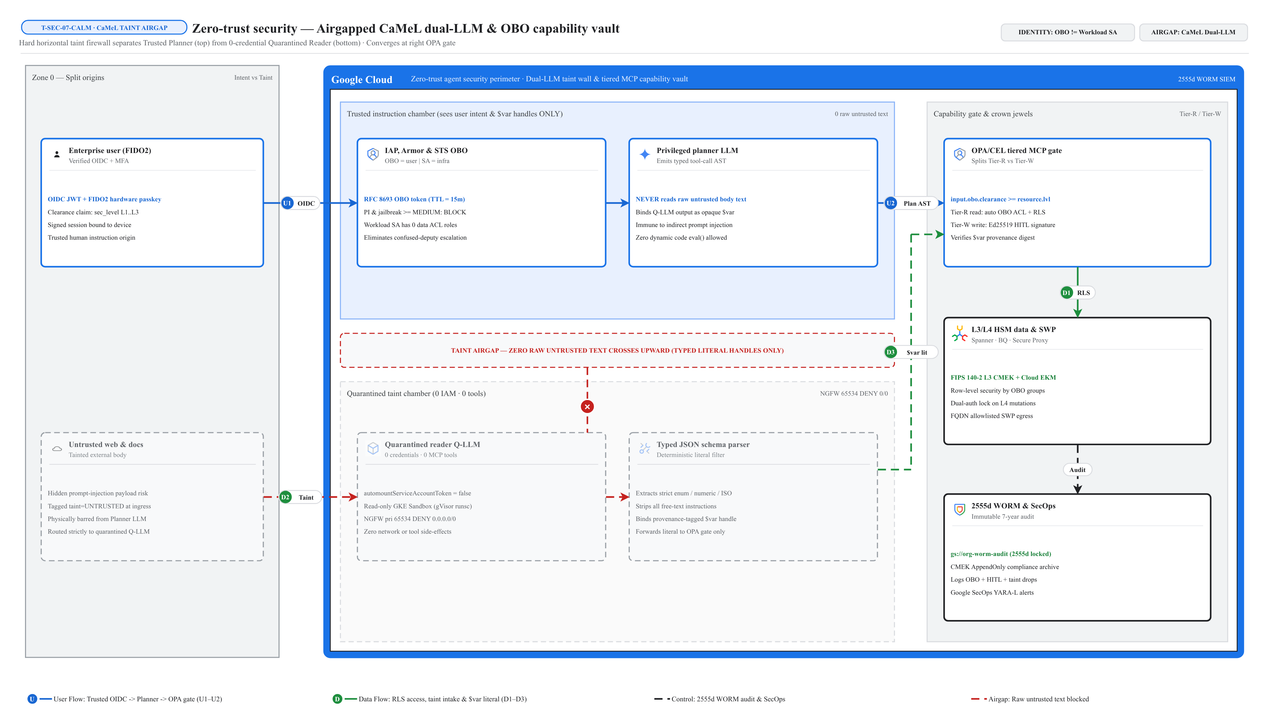 T-SEC-07-CALM · CaMeL TAINT AIRGAP
Zero-trust security — Airgapped CaMeL dual-LLM & OBO capability vault
Hard horizontal taint firewall separates Trusted Planner (top) from 0-credential Quarantined Reader (bottom) · Converges at right OPA gate
IDENTITY: OBO != Workload SA
AIRGAP: CaMeL Dual-LLM
Zone 0 — Split origins
Intent vs Taint
Enterprise user (FIDO2)
Verified OIDC + MFA
OIDC JWT + FIDO2 hardware passkey
Clearance claim: sec_level L1..L3
Signed session bound to device
Trusted human instruction origin
Untrusted web & docs
Tainted external body
Hidden prompt-injection payload risk
Tagged taint=UNTRUSTED at ingress
Physically barred from Planner LLM
Routed strictly to quarantined Q-LLM
U1 OIDC
D2 Taint
Google Cloud
Zero-trust agent security perimeter · Dual-LLM taint wall & tiered MCP capability vault
2555d WORM SIEM
Trusted instruction chamber (sees user intent & $var handles ONLY)
0 raw untrusted text
IAP, Armor & STS OBO
OBO = user | SA = infra
RFC 8693 OBO token (TTL = 15m)
PI & jailbreak >= MEDIUM: BLOCK
Workload SA has 0 data ACL roles
Eliminates confused-deputy escalation
Privileged planner LLM
Emits typed tool-call AST
NEVER reads raw untrusted body text
Binds Q-LLM output as opaque $var
Immune to indirect prompt injection
Zero dynamic code eval() allowed
U2 Plan AST
TAINT AIRGAP — ZERO RAW UNTRUSTED TEXT CROSSES UPWARD (TYPED LITERAL HANDLES ONLY)
D3 $var lit
Quarantined taint chamber (0 IAM · 0 tools)
NGFW 65534 DENY 0/0
Quarantined reader Q-LLM
0 credentials · 0 MCP tools
automountServiceAccountToken = false
Read-only GKE Sandbox (gVisor runsc)
NGFW pri 65534 DENY 0.0.0.0/0
Zero network or tool side-effects
Typed JSON schema parser
Deterministic literal filter
Extracts strict enum / numeric / ISO
Strips all free-text instructions
Binds provenance-tagged $var handle
Forwards literal to OPA gate only
Capability gate & crown jewels
Tier-R / Tier-W
OPA/CEL tiered MCP gate
Splits Tier-R vs Tier-W
input.obo.clearance >= resource.lvl
Tier-R read: auto OBO ACL + RLS
Tier-W write: Ed25519 HITL signature
Verifies $var provenance digest
D1 RLS
L3/L4 HSM data & SWP
Spanner · BQ · Secure Proxy
FIPS 140-2 L3 CMEK + Cloud EKM
Row-level security by OBO groups
Dual-auth lock on L4 mutations
FQDN allowlisted SWP egress
Audit
2555d WORM & SecOps
Immutable 7-year audit
gs://org-worm-audit (2555d locked)
CMEK AppendOnly compliance archive
Logs OBO + HITL + taint drops
Google SecOps YARA-L alerts
U User Flow: Trusted OIDC -> Planner -> OPA gate (U1–U2)
D Data Flow: RLS access, taint intake & $var literal (D1–D3)
Control: 2555d WORM audit & SecOps
Airgap: Raw untrusted text blocked